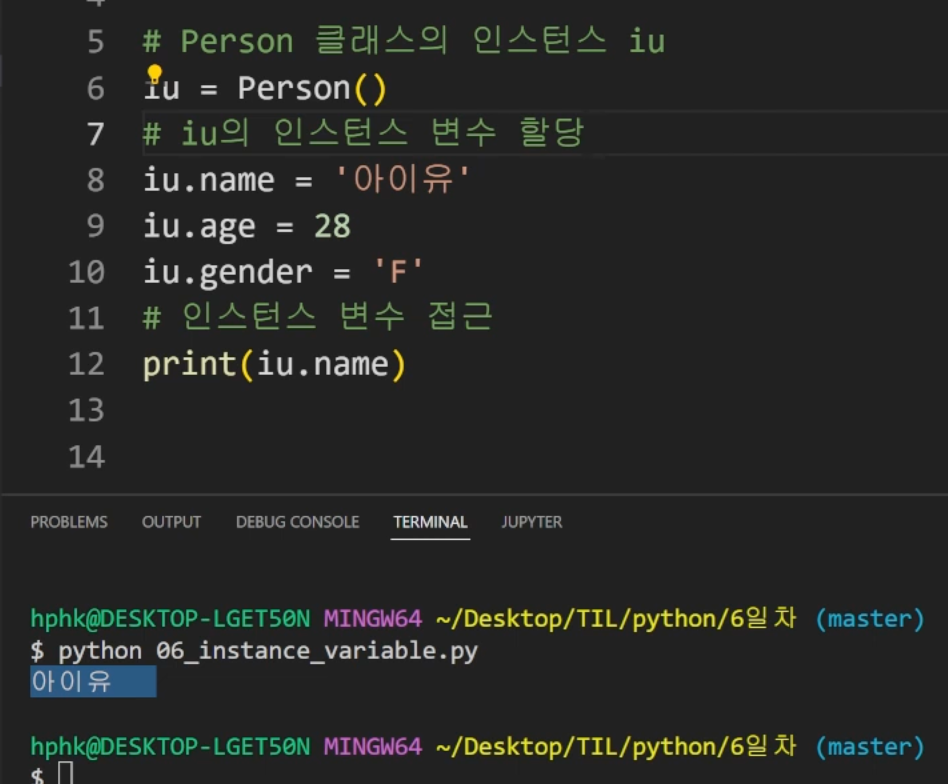 5 # Person 클래스의 인스턴스 iu
6 iu = Person()
7 # iu의 인스턴스 변수 할당
8 iu.name = '아이유'
9 iu.age = 28
10 iu.gender = 'F'
11 # 인스턴스 변수 접근
12 print(iu.name)
13
14
PROBLEMS OUTPUT DEBUG CONSOLE TERMINAL JUPYTER
hphk@DESKTOP-LGET50N MINGW64 ~/Desktop/TIL/python/6일차 (master)
$ python 06_instance_variable.py
아이유
hphk@DESKTOP-LGET50N MINGW64 ~/Desktop/TIL/python/6일차 (master)
$